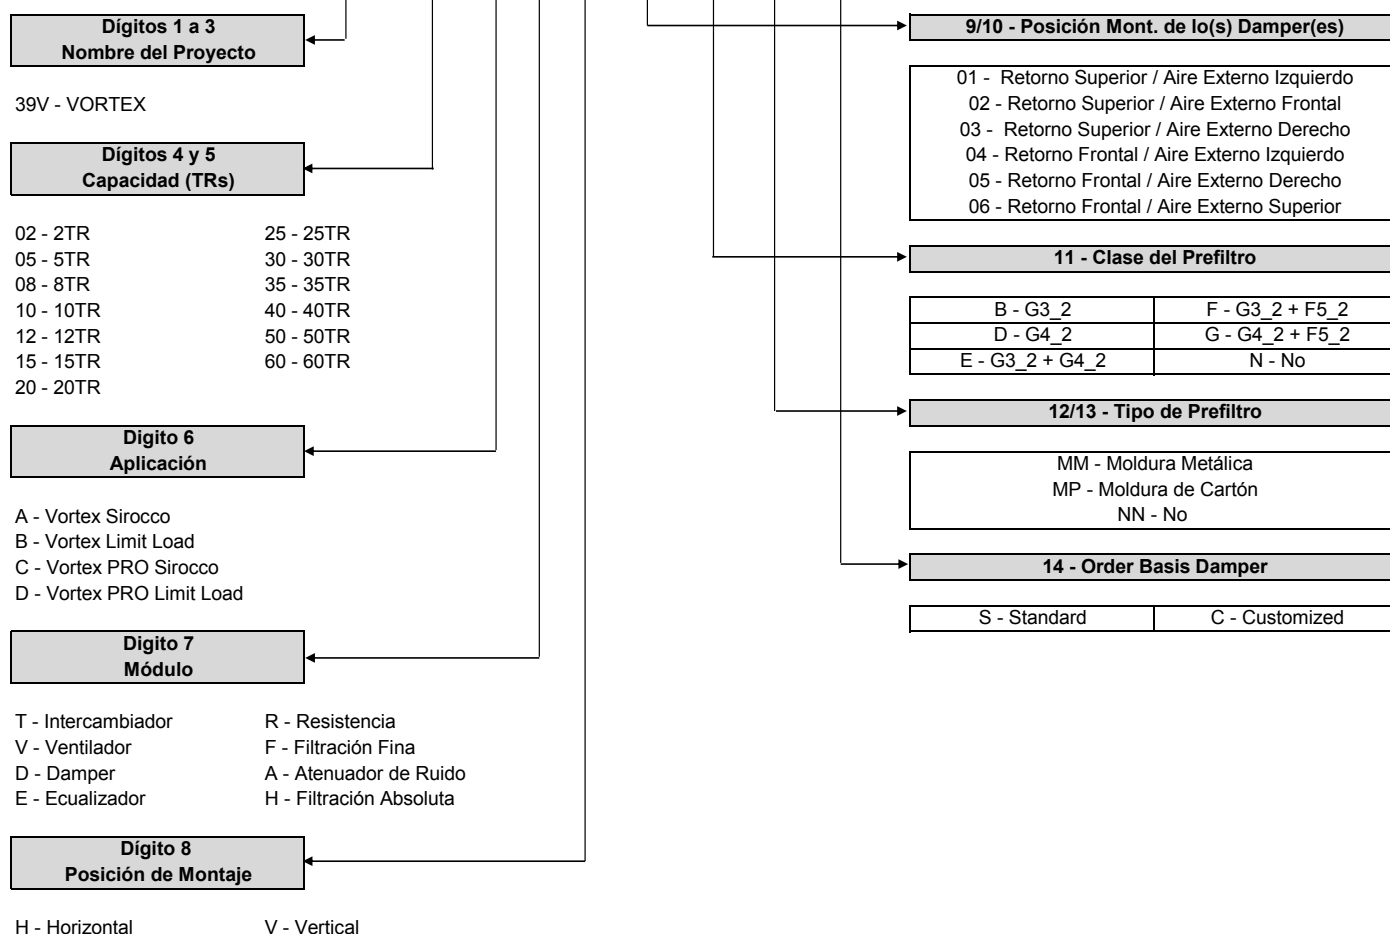 Dígitos 1 a 3
Nombre del Proyecto
39V - VORTEX
Dígitos 4 y 5
Capacidad (TRs)
02 - 2TR 25 - 25TR
05 - 5TR 30 - 30TR
08 - 8TR 35 - 35TR
10 - 10TR 40 - 40TR
12 - 12TR 50 - 50TR
15 - 15TR 60 - 60TR
20 - 20TR
Digito 6
Aplicación
A - Vortex Sirocco
B - Vortex Limit Load
C - Vortex PRO Sirocco
D - Vortex PRO Limit Load
Digito 7
Módulo
T - Intercambiador R - Resistencia
V - Ventilador F - Filtración Fina
D - Damper A - Atenuador de Ruido
E - Ecualizador H - Filtración Absoluta
Dígito 8
Posición de Montaje
H - Horizontal V - Vertical
9/10 - Posición Mont. de lo(s) Damper(es)
01 - Retorno Superior / Aire Externo Izquierdo
02 - Retorno Superior / Aire Externo Frontal
03 - Retorno Superior / Aire Externo Derecho
04 - Retorno Frontal / Aire Externo Izquierdo
05 - Retorno Frontal / Aire Externo Derecho
06 - Retorno Frontal / Aire Externo Superior
11 - Clase del Prefiltro
B - G3_2 F - G3_2 + F5_2
D - G4_2 G - G4_2 + F5_2
E - G3_2 + G4_2 N - No
12/13 - Tipo de Prefiltro
MM - Moldura Metálica
MP - Moldura de Cartón
NN - No
14 - Order Basis Damper
S - Standard C - Customized